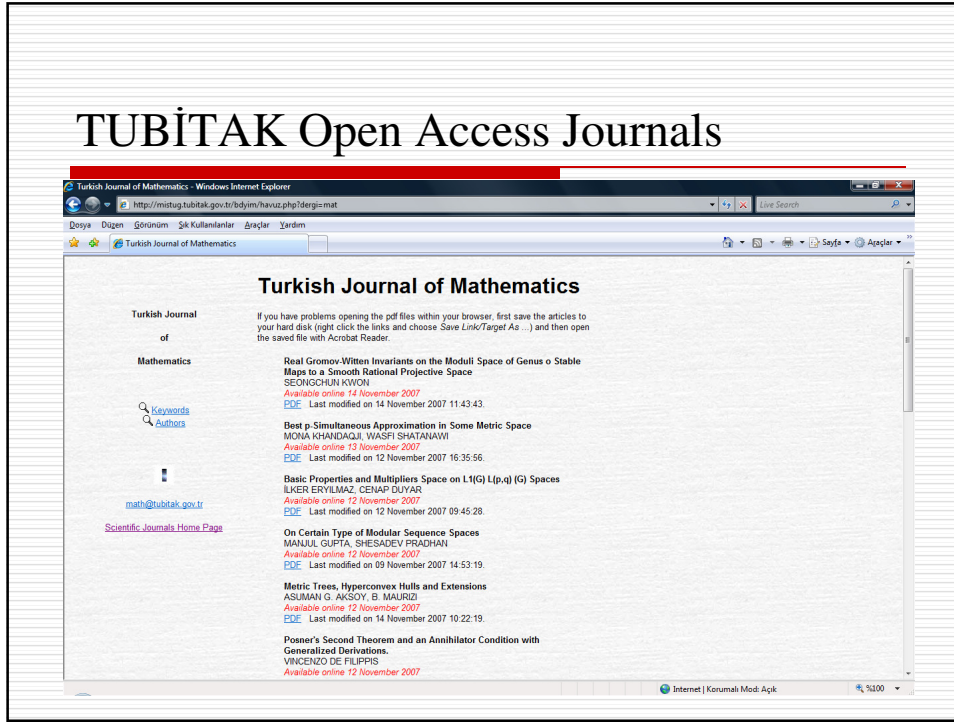 TUBİTAK Open Access Journals
Turkish Journal of Mathematics - Windows Internet Explorer
http://mistug.tubitak.gov.tr/bdyim/havuz.php?dergi=mat
Live Search
Dosya Düzen Görünüm Sık Kullanılanlar Araçlar Yardım
Turkish Journal of Mathematics
Sayfa
Araçlar
Turkish Journal
of
Mathematics
Keywords
Authors
math@tubitak.gov.tr
Scientific Journals Home Page
Turkish Journal of Mathematics
If you have problems opening the pdf files within your browser, first save the articles to
your hard disk (right click the links and choose Save Link/Target As ...) and then open
the saved file with Acrobat Reader.
Real Gromov-Witten Invariants on the Moduli Space of Genus o Stable
Maps to a Smooth Rational Projective Space
SEONGCHUN KWON
Available online 14 November 2007
PDF Last modified on 14 November 2007 11:43:43.
Best p-Simultaneous Approximation in Some Metric Space
MONA KHANDAQJI, WASFI SHATANAWI
Available online 13 November 2007
PDF Last modified on 12 November 2007 16:35:56.
Basic Properties and Multipliers Space on L1(G) L(p,q) (G) Spaces
İLKER ERYILMAZ, CENAP DUYAR
Available online 12 November 2007
PDF Last modified on 12 November 2007 09:45:28.
On Certain Type of Modular Sequence Spaces
MANJUL GUPTA, SHESADEV PRADHAN
Available online 12 November 2007
PDF Last modified on 09 November 2007 14:53:19.
Metric Trees, Hyperconvex Hulls and Extensions
ASUMAN G. AKSOY, B. MAURIZI
Available online 12 November 2007
PDF Last modified on 14 November 2007 10:22:19.
Posner's Second Theorem and an Annihilator Condition with
Generalized Derivations.
VINCENZO DE FILIPPIS
Available online 12 November 2007
Internet | Korumalı Mod: Açık
%100